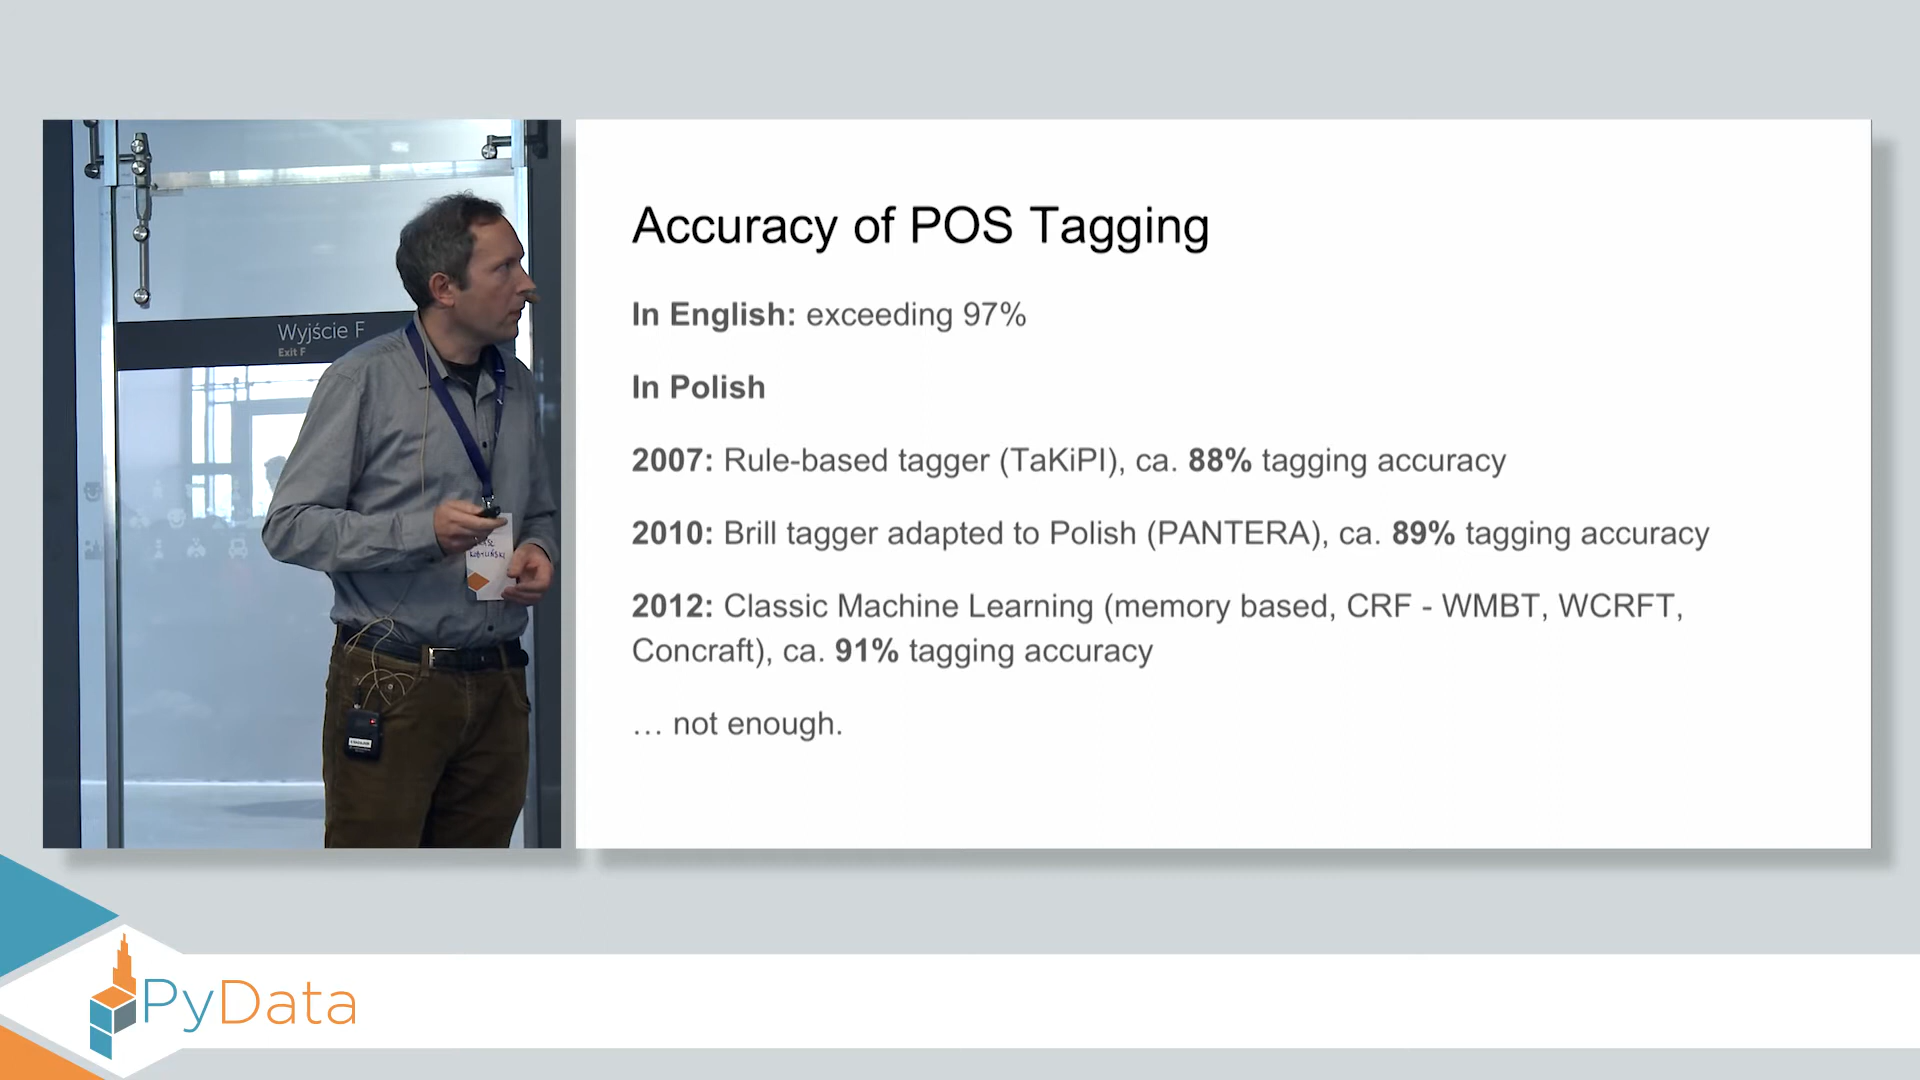 Wyjście F
Exit F
Accuracy of POS Tagging
In English: exceeding 97%
In Polish
2007: Rule-based tagger (TaKiPI), ca. 88% tagging accuracy
2010: Brill tagger adapted to Polish (PANTERA), ca. 89% tagging accuracy
2012: Classic Machine Learning (memory based, CRF - WMBT, WCRFT,
Concraft), ca. 91% tagging accuracy
... not enough.
PyData